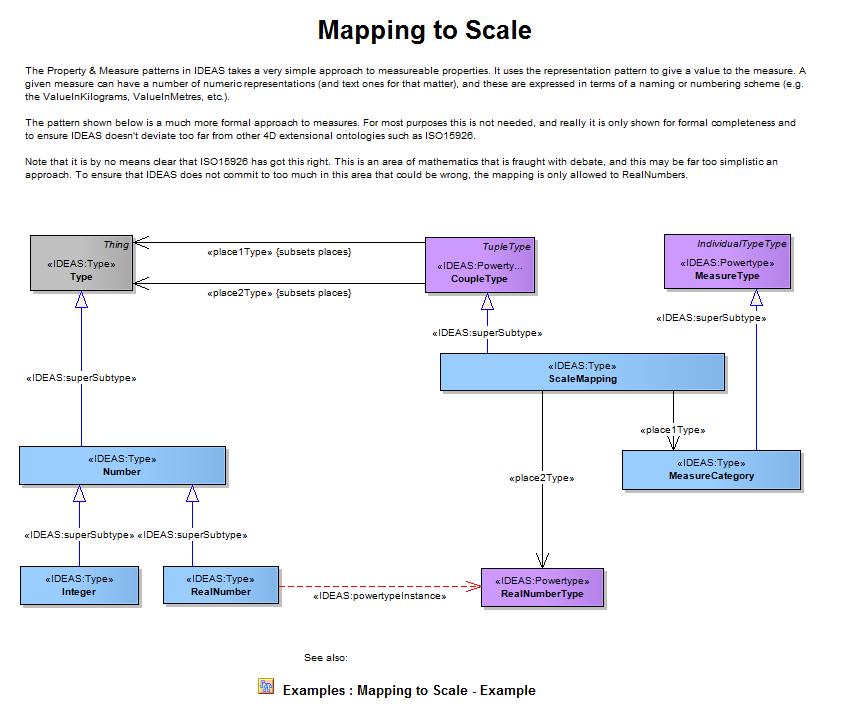 Mapping to Scale
The Property & Measure patterns in IDEAS takes a very simple approach to measureable properties. It uses the representation pattern to give a value to the measure. A
given measure can have a number of numeric representations (and text ones for that matter), and these are expressed in terms of a naming or numbering scheme (e.g.
the ValueInKilograms, ValueInMetres, etc.).
The pattern shown below is a much more formal approach to measures. For most purposes this is not needed, and really it is only shown for formal completeness and
to ensure IDEAS doesn't deviate too far from other 4D extensional ontologies such as ISO15926.
Note that it is by no means clear that ISO15926 has got this right. This is an area of mathematics that is fraught with debate, and this may be far too simplistic an
approach. To ensure that IDEAS does not commit to too much in this area that could be wrong, the mapping is only allowed to RealNumbers.
Thing
«IDEAS:Type»
Type
«place1Type» {subsets places}
«place2Type» {subsets places}
TupleType
«IDEAS:Powerty...
CoupleType
IndividualTypeType
«IDEAS:Powertype»
MeasureType
«IDEAS:superSubtype»
«IDEAS:superSubtype»
«IDEAS:Type»
ScaleMapping
«IDEAS:superSubtype»
«place1Type»
«IDEAS:Type»
Number
«IDEAS:Type»
MeasureCategory
«place2Type»
«IDEAS:superSubtype»
«IDEAS:superSubtype»
«IDEAS:Type»
Integer
«IDEAS:Type»
RealNumber
«IDEAS:powertypeInstance»
«IDEAS:Powertype»
RealNumberType
See also:
Examples : Mapping to Scale - Example